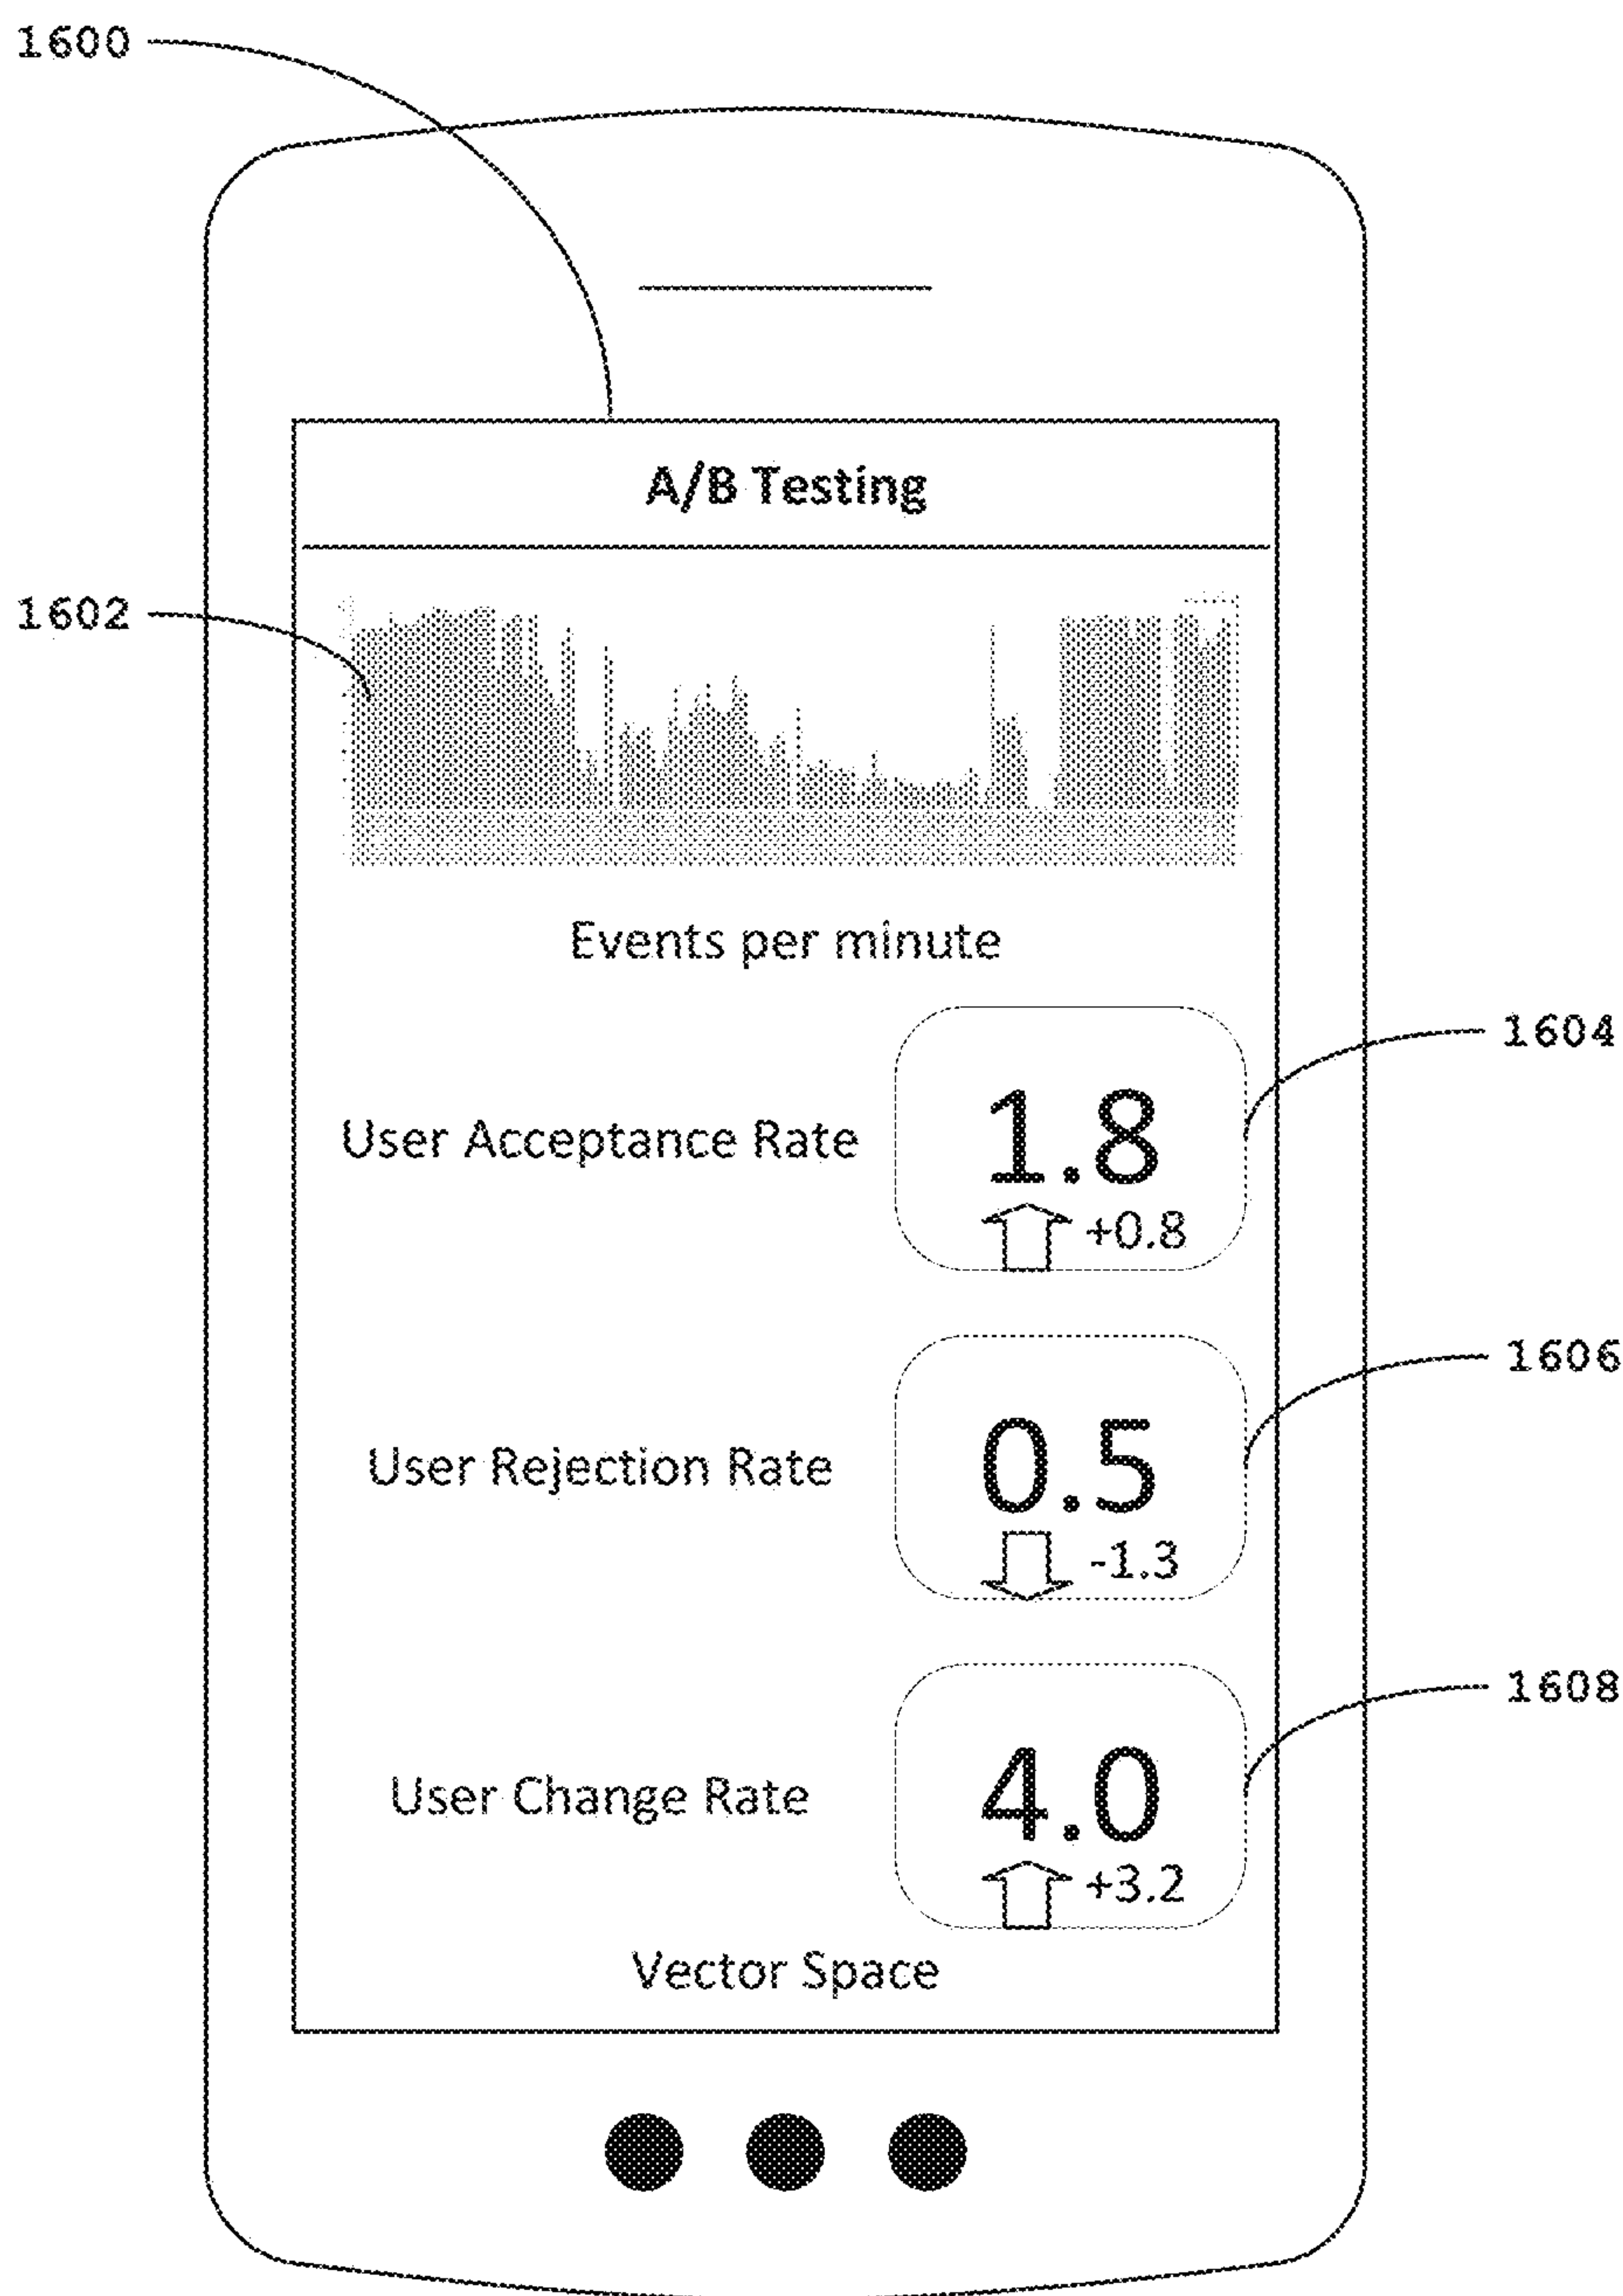 1600
A/B Testing
1602
Events per minute
1604
User Acceptance Rate
1.8
+0.8
1606
User Rejection Rate
0.5
-1.3
1608
User Change Rate
4.0
+3.2
Vector Space